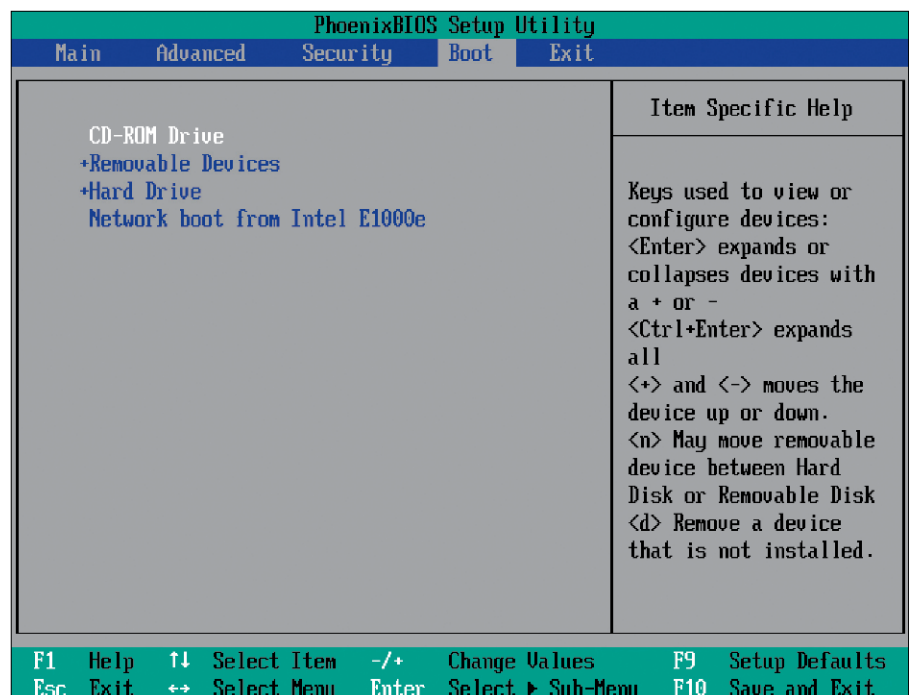 PhoenixBIOS Setup Utility
Main Advanced Security Boot Exit
CD-ROM Drive
+Removable Devices
+Hard Drive
Network boot from Intel E1000e
Item Specific Help
Keys used to view or
configure devices:
<Enter> expands or
collapses devices with
a + or -
<Ctrl+Enter> expands
all
<+> and <-> moves the
device up or down.
<n> May move removable
device between Hard
Disk or Removable Disk
<d> Remove a device
that is not installed.
F1 Help ↑↓ Select Item -/+ Change Values F9 Setup Defaults
Esc Exit ↔ Select Menu Enter Select ▶ Sub-Menu F10 Save and Exit